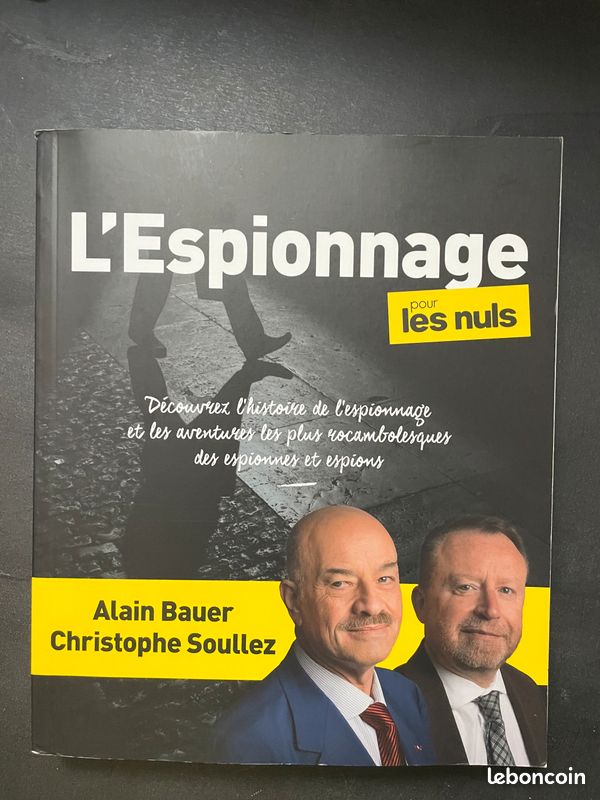 L'Espionnage
pour
les nuls
Découvrez l'histoire de l'espionnage
et les aventures les plus rocambolesques
des espionnes et espions
Alain Bauer
Christophe Soullez
leboncoin